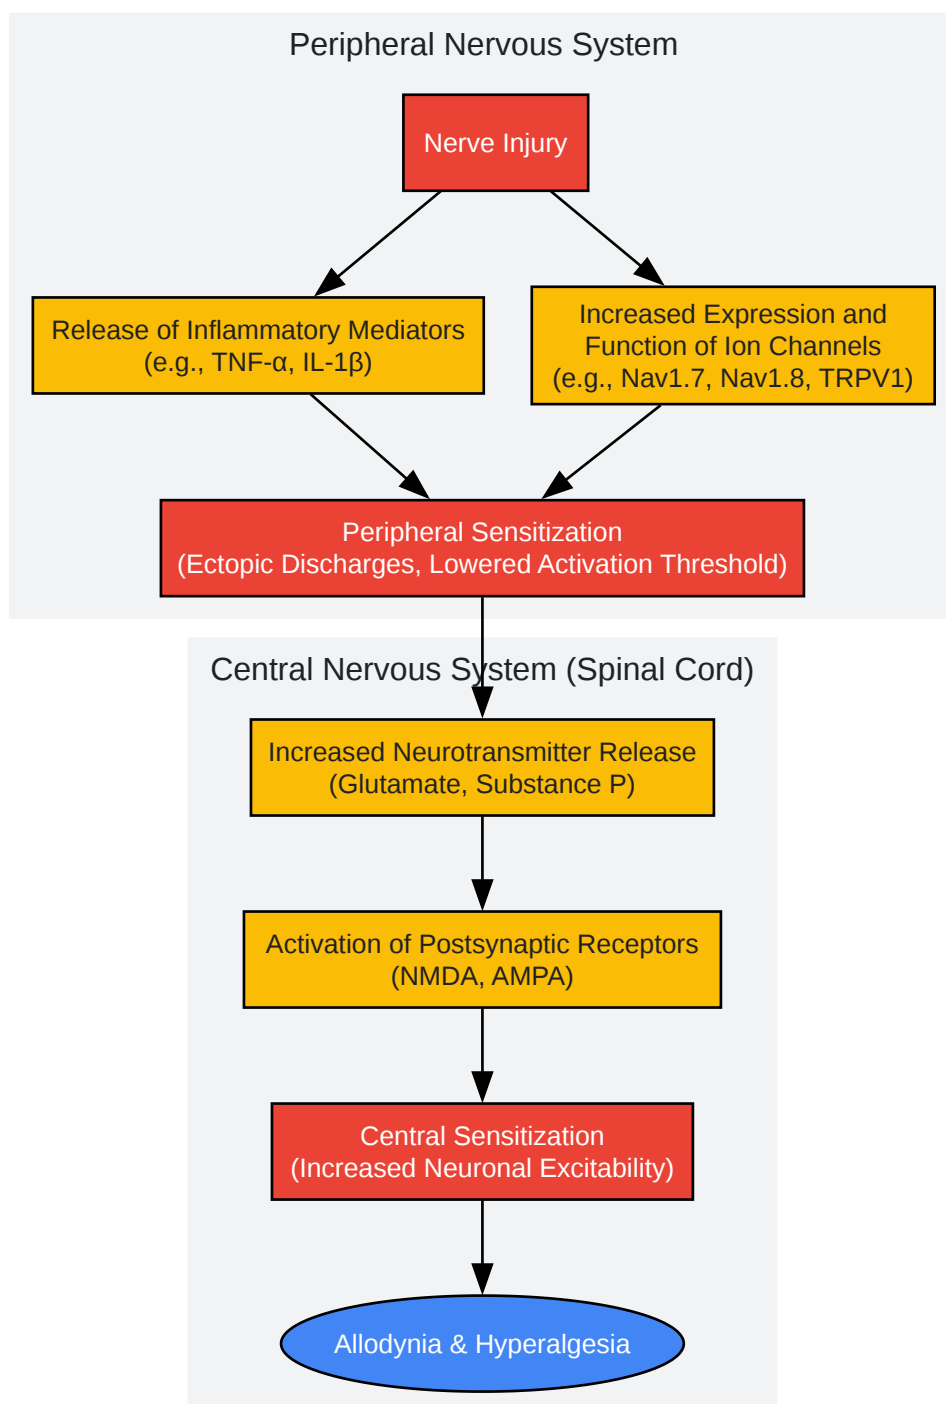 Peripheral Nervous System
Nerve Injury
Release of Inflammatory Mediators
(e.g., TNF-α, IL-1β)
Increased Expression and
Function of Ion Channels
(e.g., Nav1.7, Nav1.8, TRPV1)
Peripheral Sensitization
(Ectopic Discharges, Lowered Activation Threshold)
Central Nervous System (Spinal Cord)
Increased Neurotransmitter Release
(Glutamate, Substance P)
Activation of Postsynaptic Receptors
(NMDA, AMPA)
Central Sensitization
(Increased Neuronal Excitability)
Allodynia & Hyperalgesia